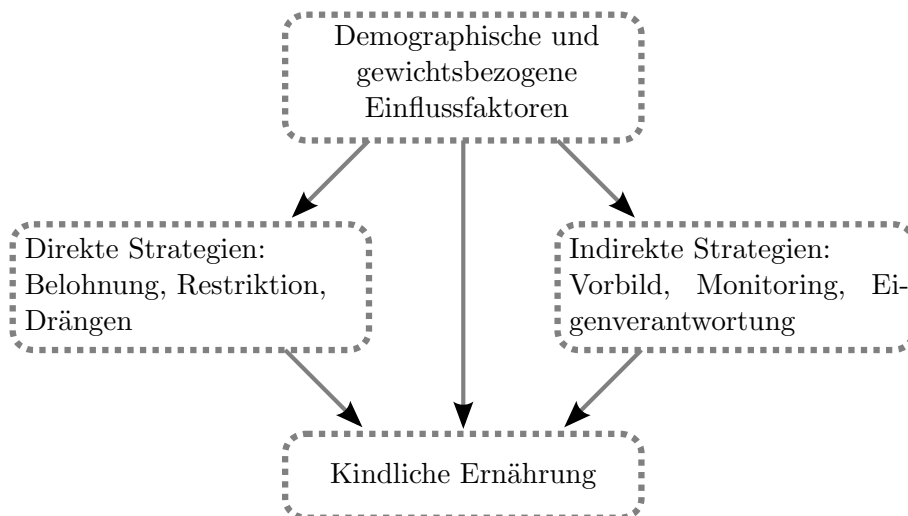 Demographische und
gewichtsbezogene
Einflussfaktoren
Direkte Strategien:
Belohnung, Restriktion,
Drängen
Indirekte Strategien:
Vorbild, Monitoring, Ei-
genverantwortung
Kindliche Ernährung